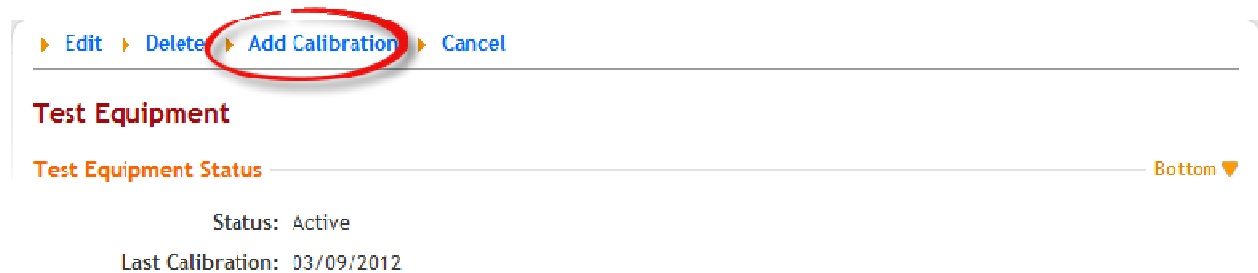 Edit Delete Add Calibration Cancel
Test Equipment
Test Equipment Status Bottom
Status: Active
Last Calibration: 03/09/2012